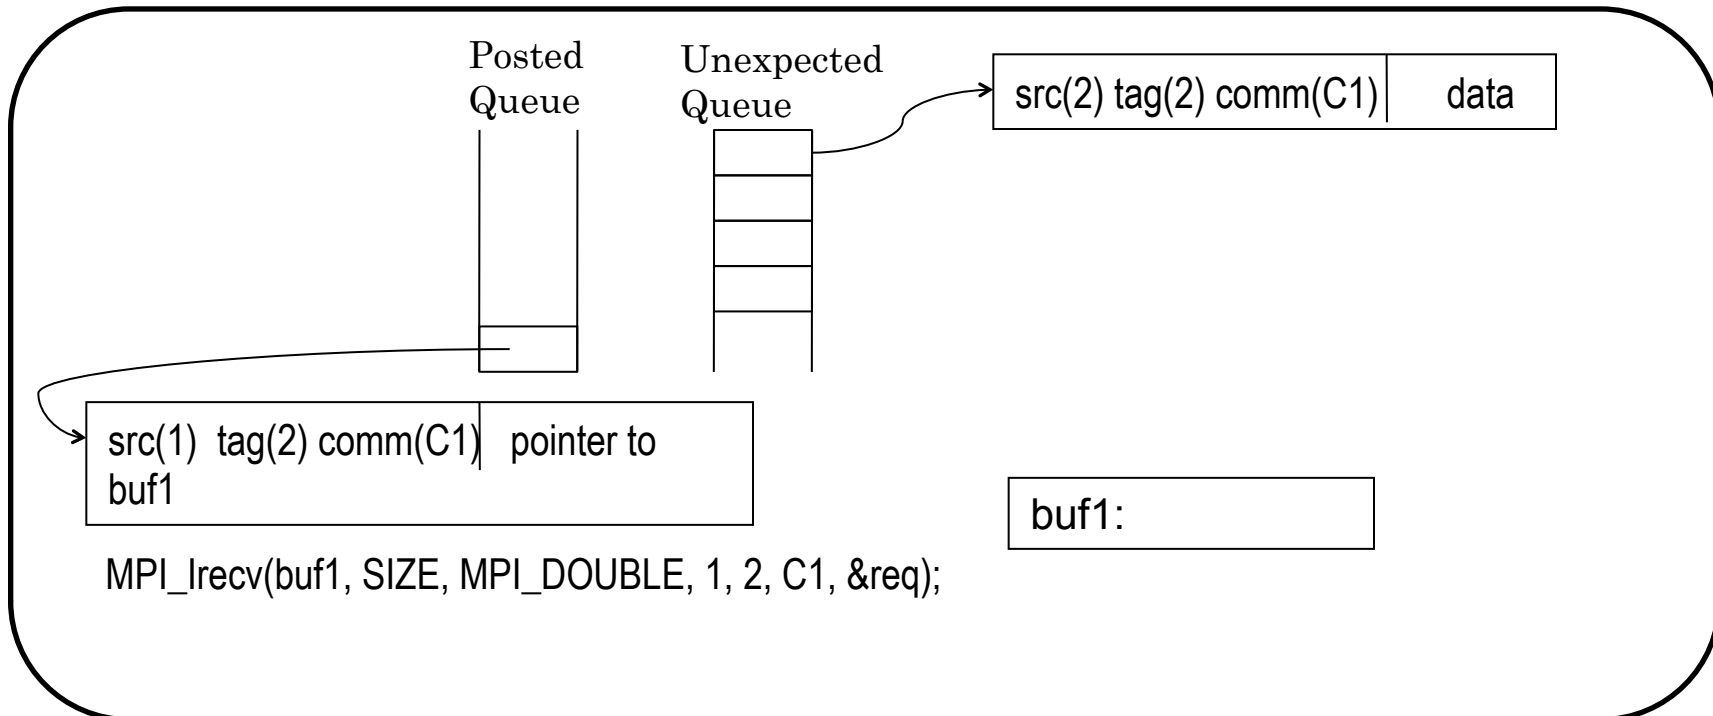 Posted
Queue
Unexpected
Queue
src(2) tag(2) comm(C1) data
src(1) tag(2) comm(C1) pointer to
buf1
buf1:
MPI_Irecv(buf1, SIZE, MPI_DOUBLE, 1, 2, C1, &req);